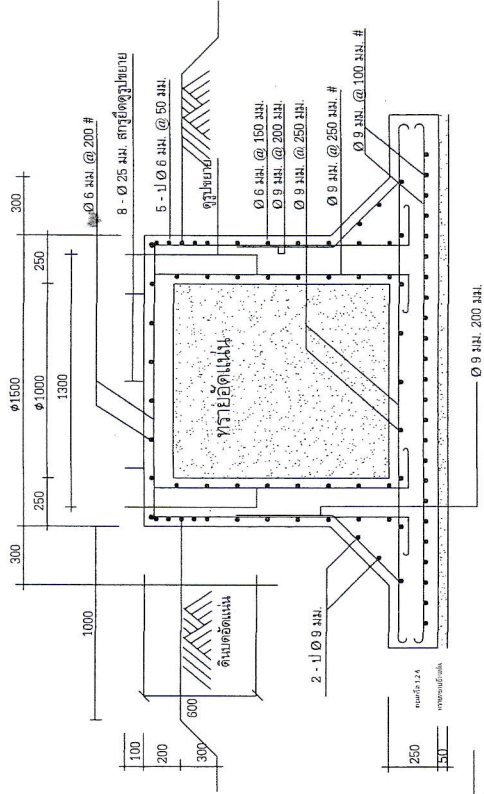 Ø 6 มม. @ 200 #
8 - Ø 25 มม. สกรูยึดดูรูปขยาย
5 - ป Ø 6 มม. @ 50 มม.
ดูรูปขยาย
Ø 6 มม. @ 150 มม.
Ø 9 มม. @ 200 มม.
Ø 9 มม. @ 250 มม.
Ø 9 มม. @ 250 มม. #
Ø 9 มม. @ 100 มม. #
300
250
ϕ1500
ϕ1000
1300
250
300
1000
ทรายอัดแน่น
ดินบดอัดแน่น
600
100
200
300
2 - ป Ø 9 มม.
Ø 9 มม. 200 มม.
250
50